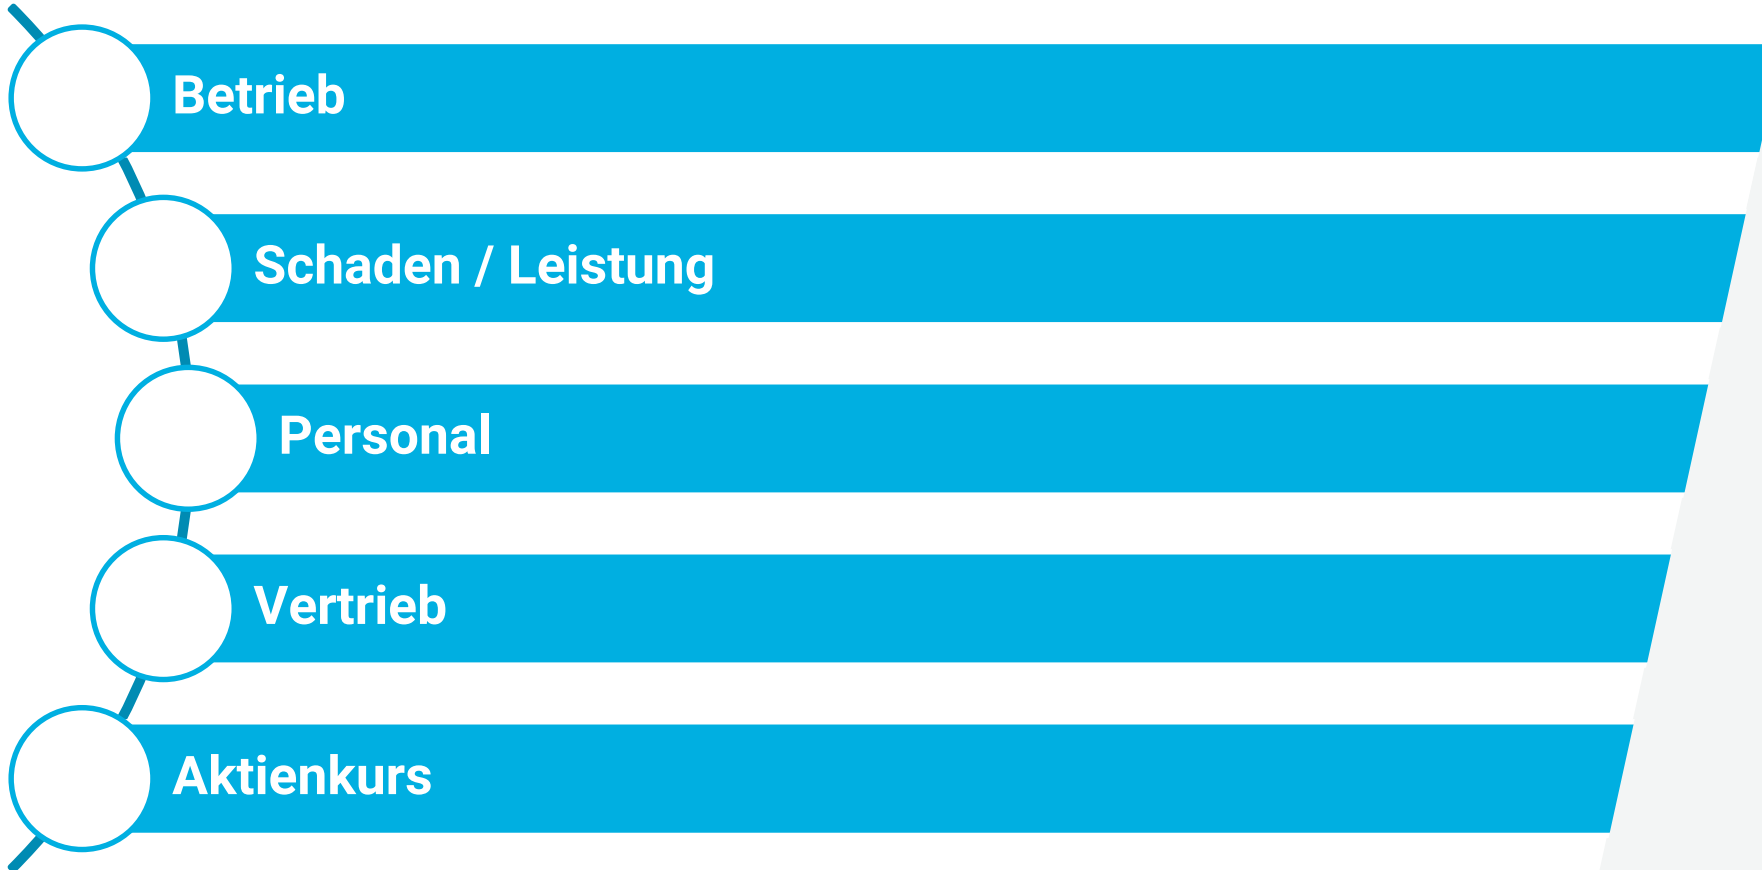 Betrieb
Schaden / Leistung
Personal
Vertrieb
Aktienkurs